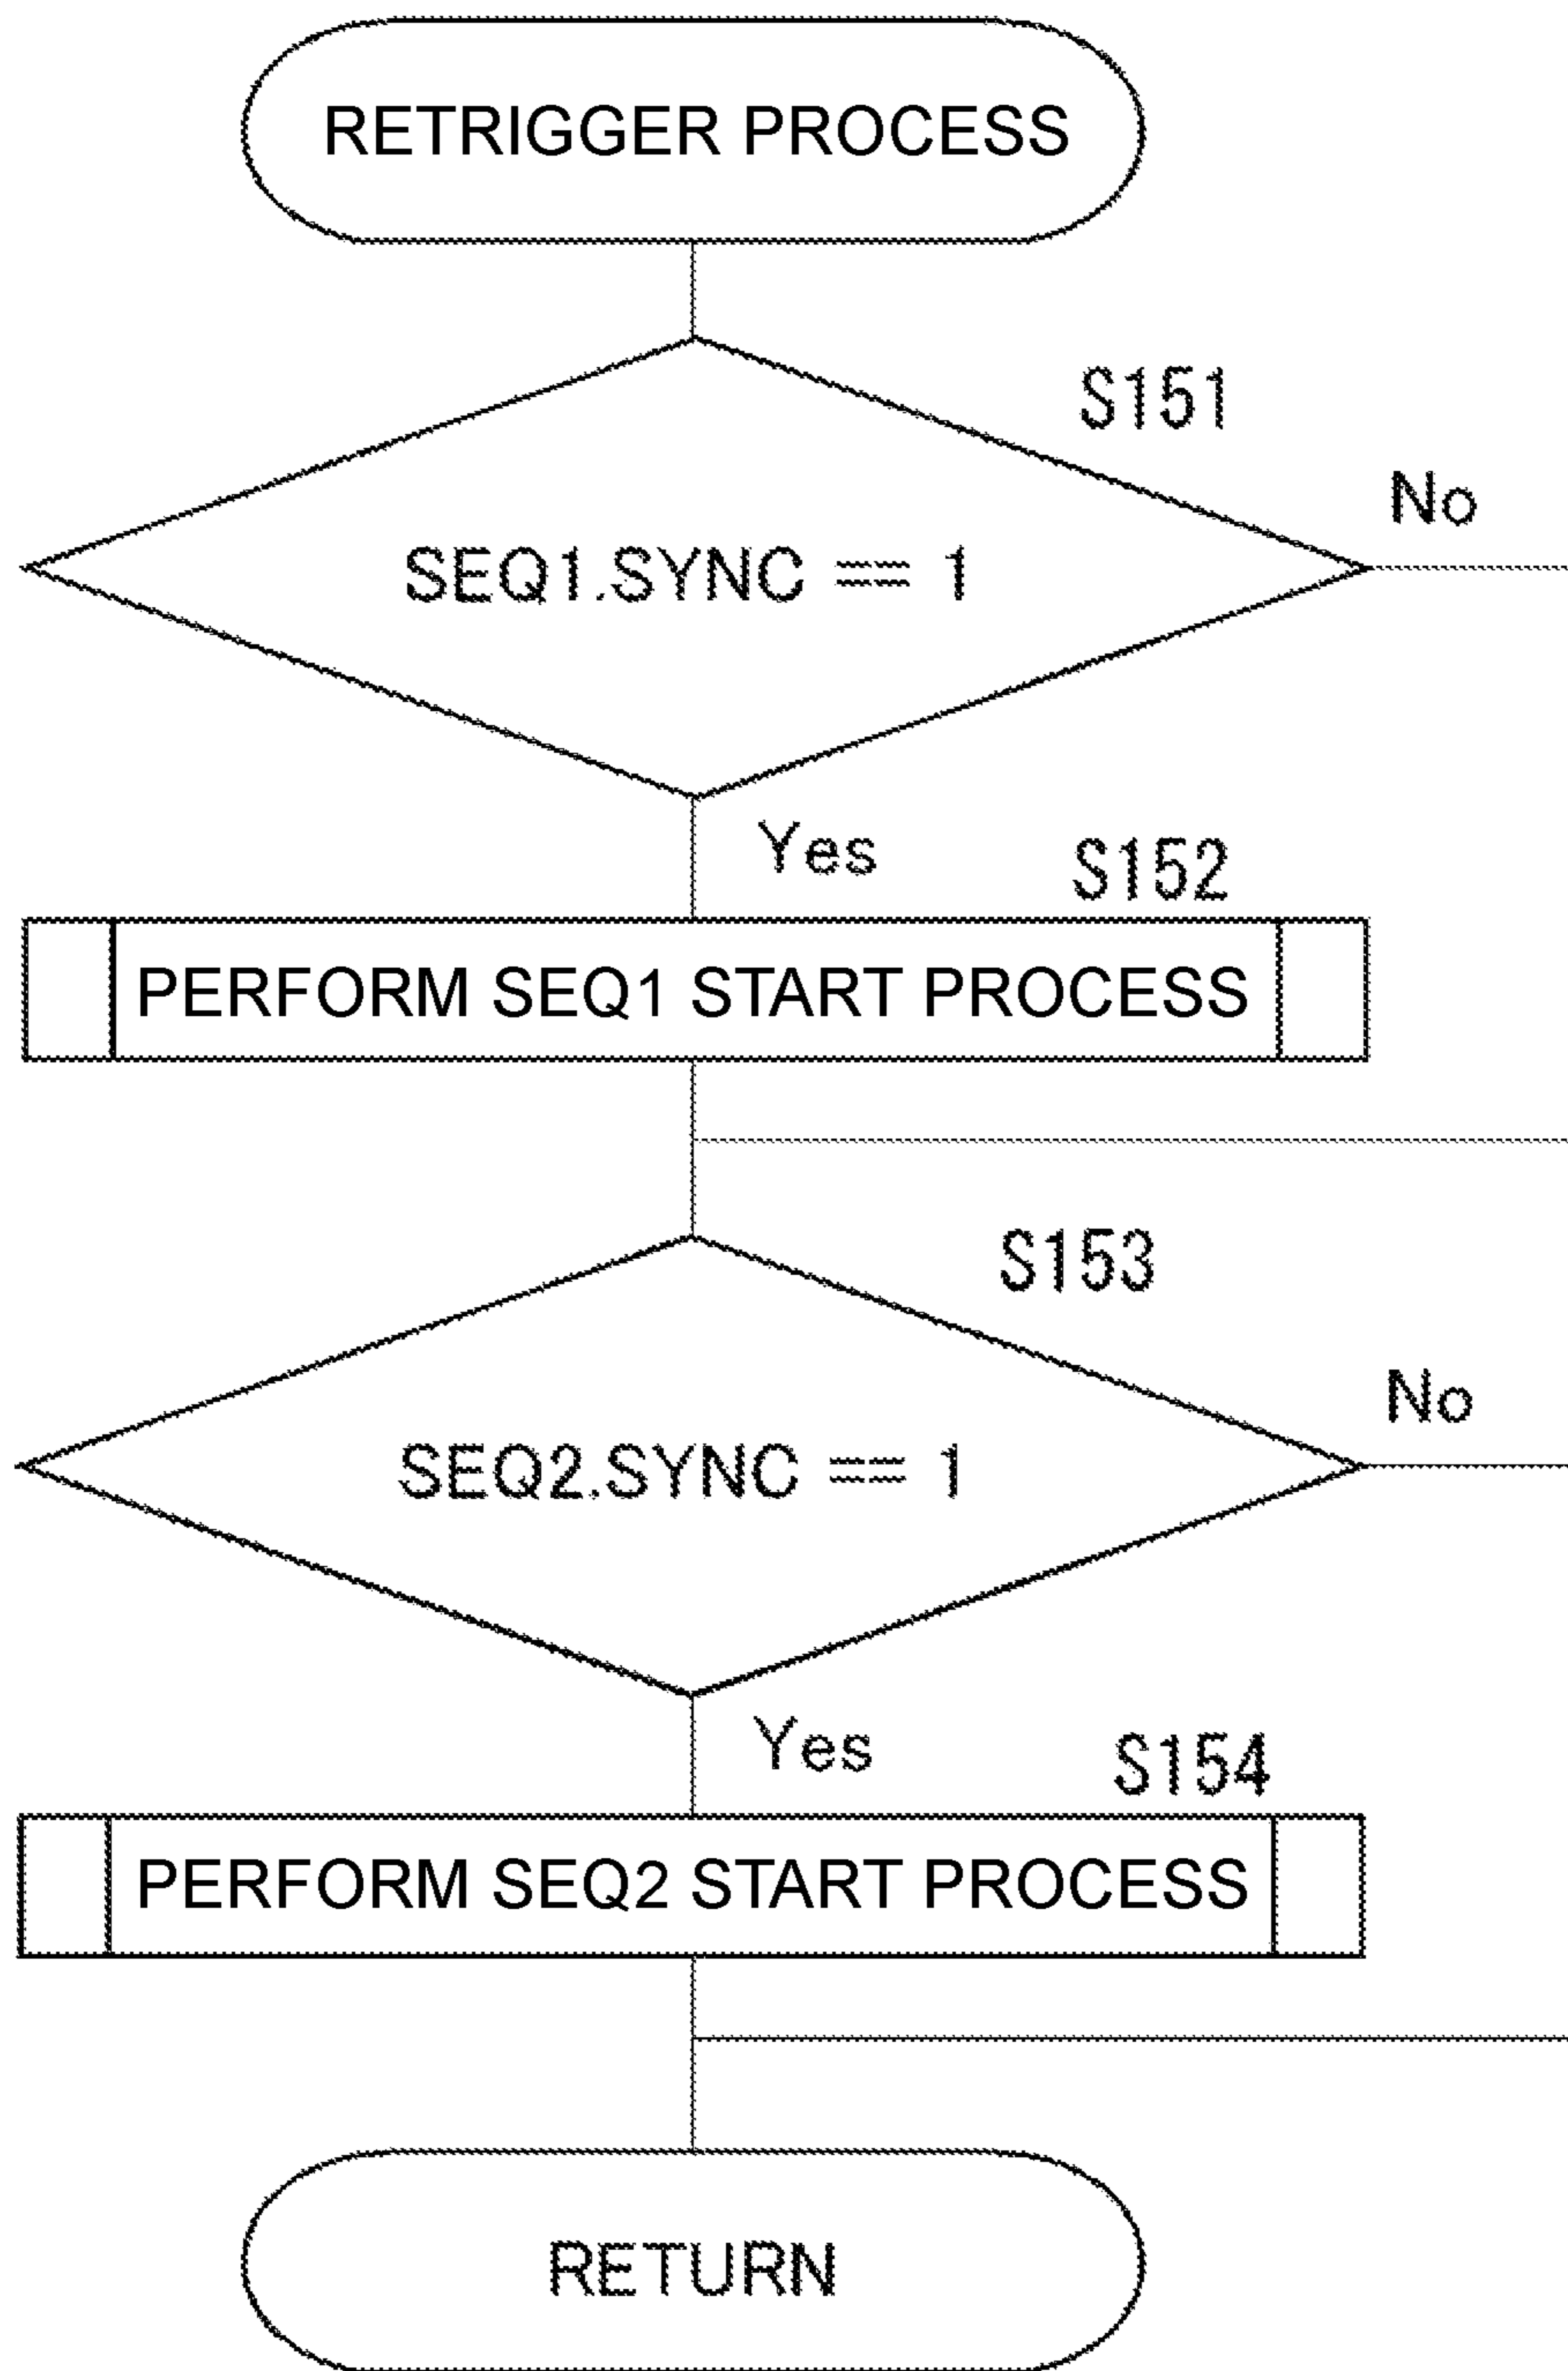 RETRIGGER PROCESS
S151
No
SEQ1.SYNC == 1
Yes
S152
PERFORM SEQ1 START PROCESS
S153
No
SEQ2.SYNC == 1
Yes
S154
PERFORM SEQ2 START PROCESS
RETURN